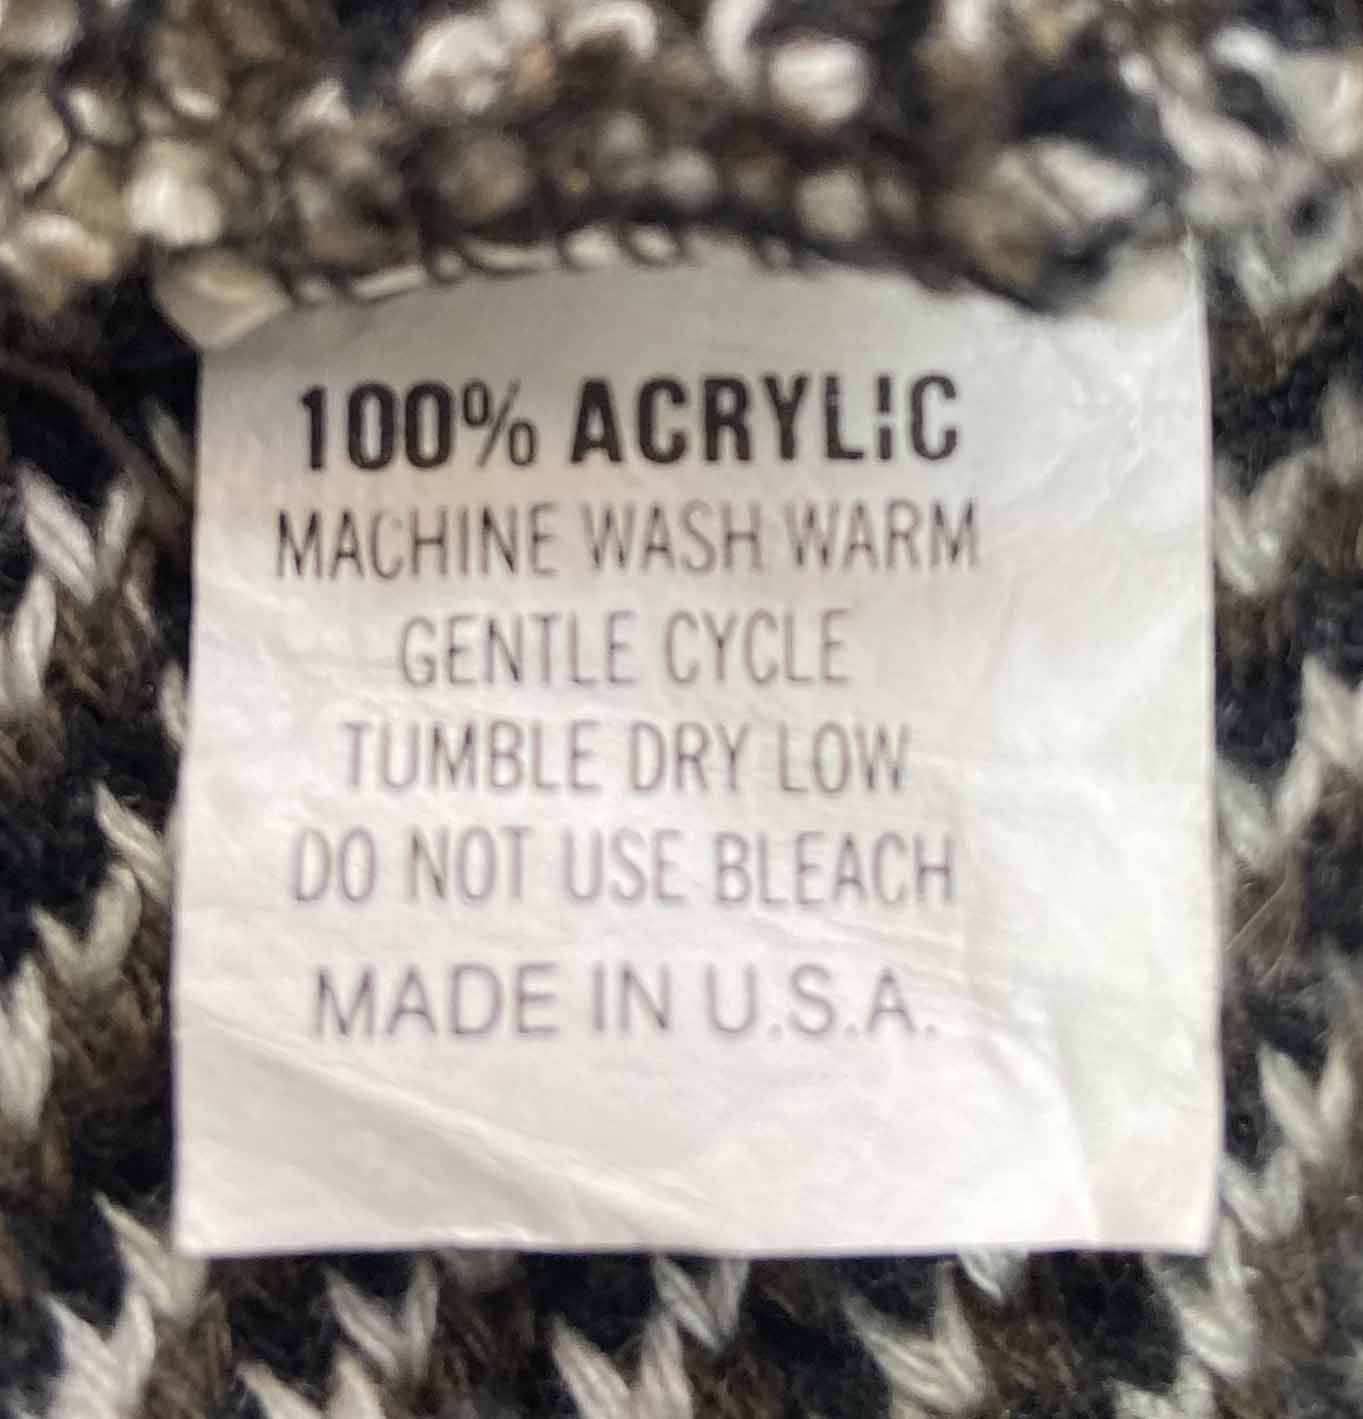 100% ACRYLIC
MACHINE WASH WARM
GENTLE CYCLE
TUMBLE DRY LOW
DO NOT USE BLEACH
MADE IN U.S.A.